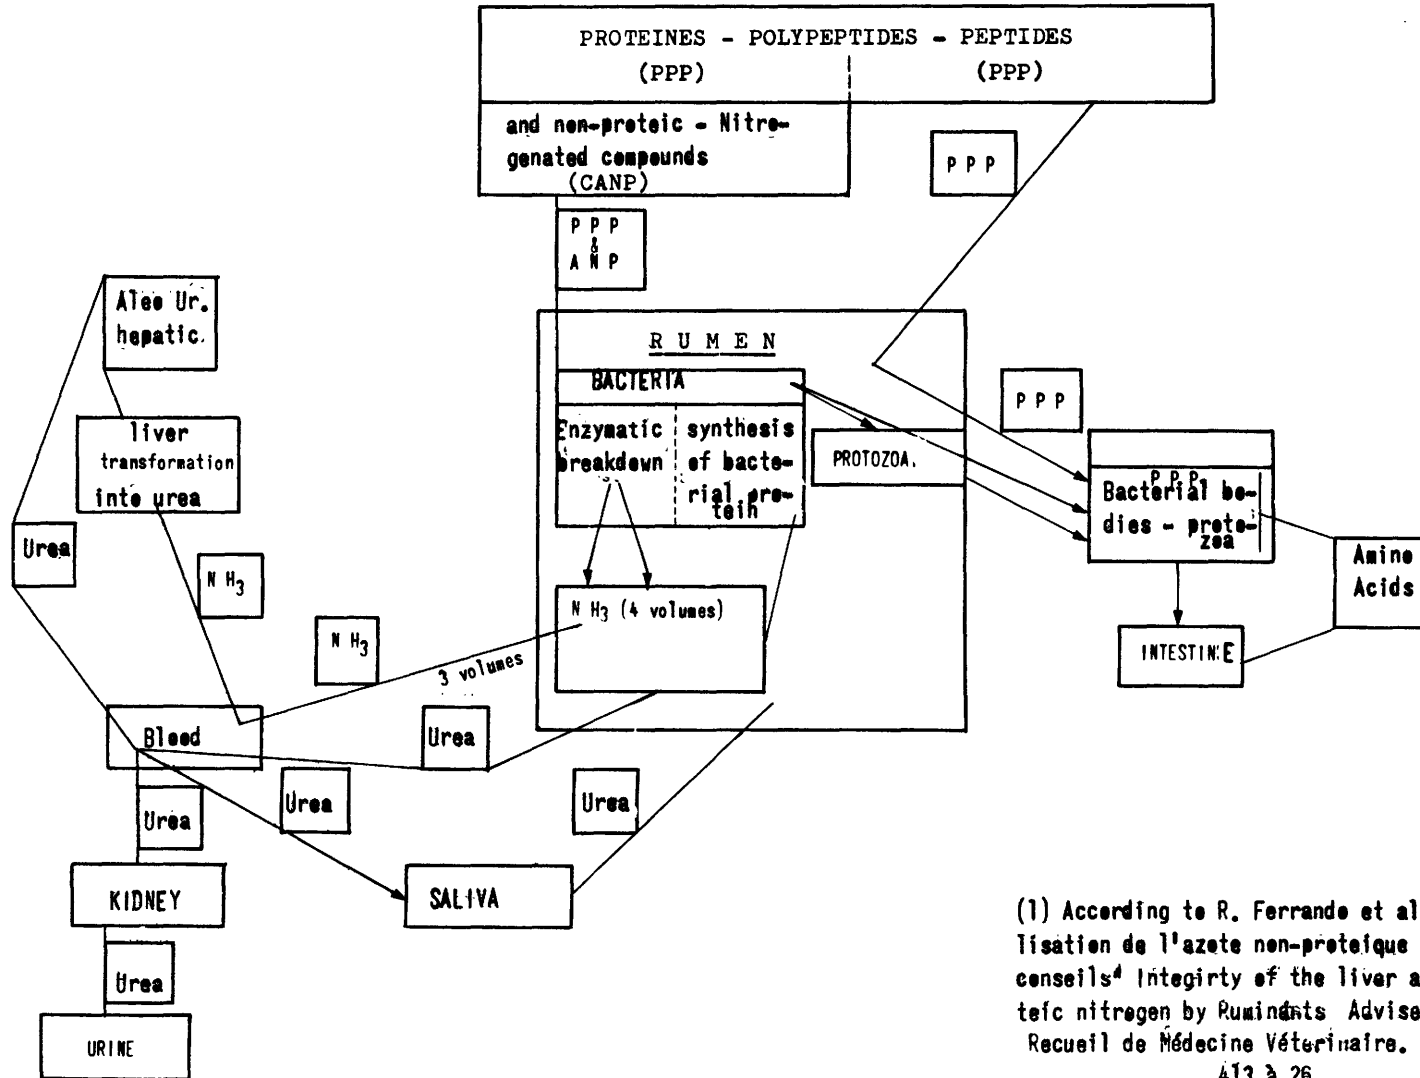 PROTEINES - POLYPEPTIDES - PEPTIDES
(PPP) (PPP)
and non-proteic - Nitro-
genated compounds
(CANP)
P P P
P P P
&
A N P
Alee Ur.
hepatic.
R U M E N
BACTERIA
Enzymatic
breakdown
synthesis
of bacte-
rial pro-
tein
PROTOZOA.
P P P
liver
transformation
into urea
P P P
Bacterial bo-
dies - proto-
zoa
Urea
N H3
Amino
Acids
N H3 (4 volumes)
N H3
3 volumes
INTESTINE
Blood
Urea
Urea
Urea
Urea
KIDNEY
SALIVA
Urea
URINE
(1) According to R. Ferrando et al
lisation de l'azote non-proteique
conseils" Integirty of the liver a
teic nitrogen by Ruminants Advise
Recueil de Médecine Vétérinaire.
413 à 26